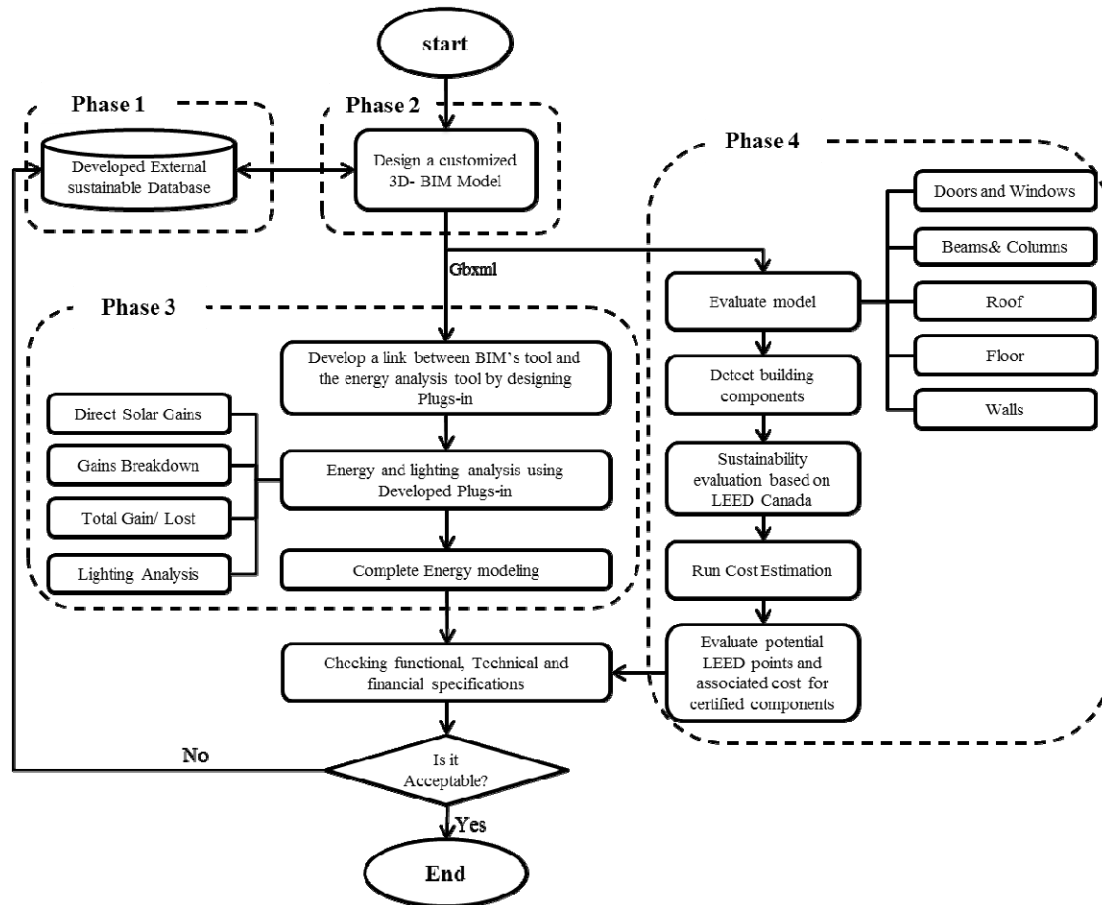 start
Phase 1
Phase 2
Developed External
sustainable Database
Design a customized
3D- BIM Model
Phase 4
Doors and Windows
Beams& Columns
Gbxml
Evaluate model
Roof
Phase 3
Floor
Develop a link between BIM's tool and
the energy analysis tool by designing
Plugs-in
Detect building
components
Walls
Direct Solar Gains
Gains Breakdown
Total Gain/ Lost
Lighting Analysis
Energy and lighting analysis using
Developed Plugs-in
Sustainability
evaluation based on
LEED Canada
Complete Energy modeling
Run Cost Estimation
Checking functional, Technical and
financial specifications
Evaluate potential
LEED points and
associated cost for
certified components
No
Is it
Acceptable?
Yes
End